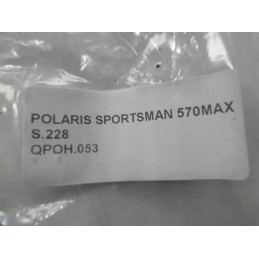 POLARIS SPORTSMAN 570MAX
S.228
QPOH.053